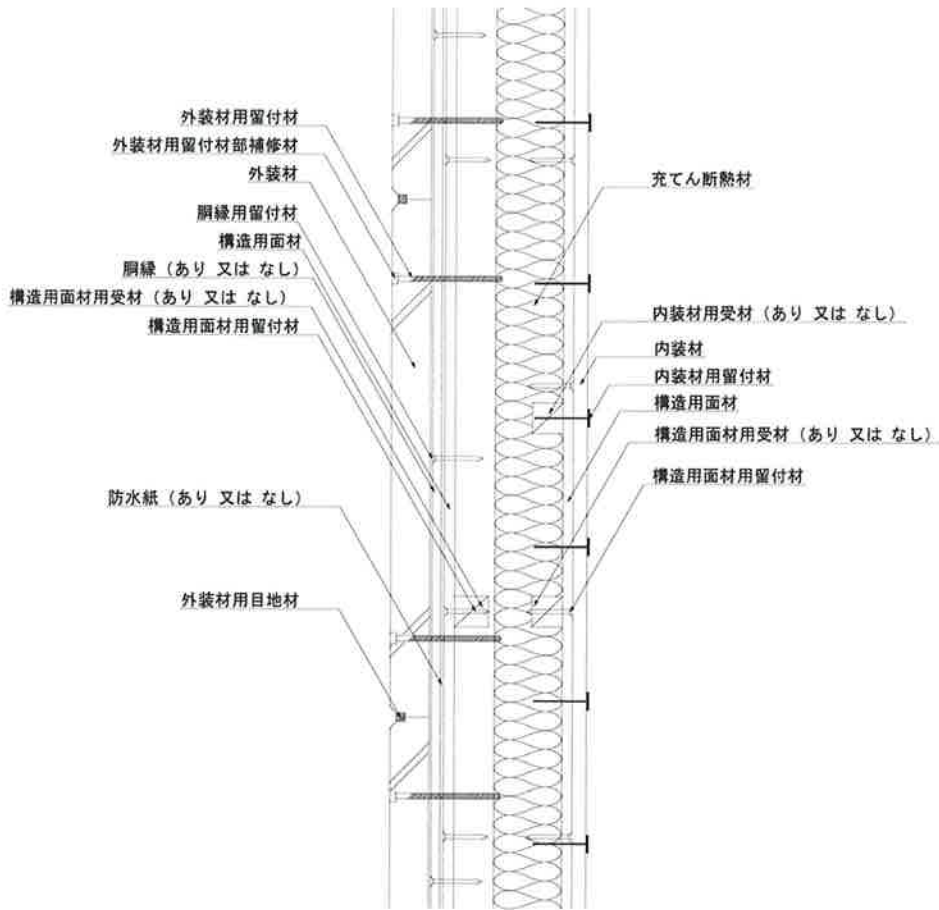 外装材用留付材
外装材用留付材部補修材
外装材
胴縁用留付材
構造用面材
胴縁（あり 又は なし）
構造用面材用受材（あり 又は なし）
構造用面材用留付材
防水紙（あり 又は なし）
外装材用目地材
充てん断熱材
内装材用受材（あり 又は なし）
内装材
内装材用留付材
構造用面材
構造用面材用受材（あり 又は なし）
構造用面材用留付材